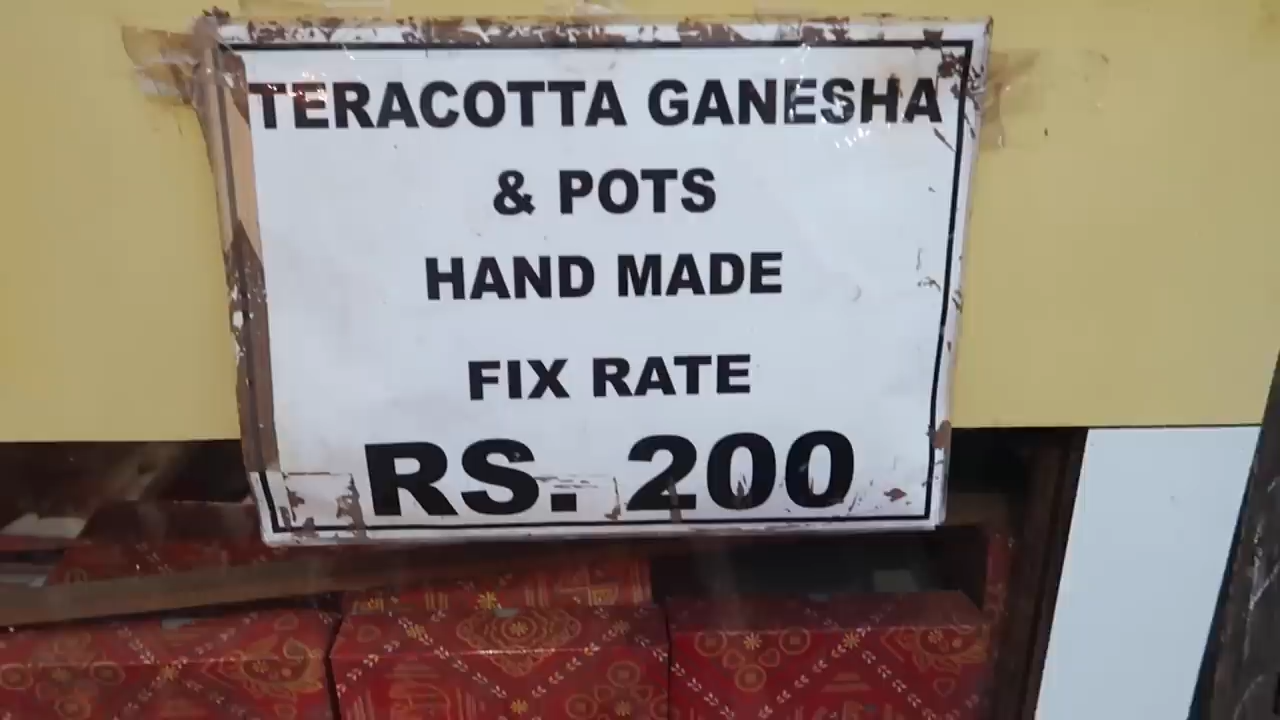 TERACOTTA GANESHA
& POTS
HAND MADE
FIX RATE
RS. 200